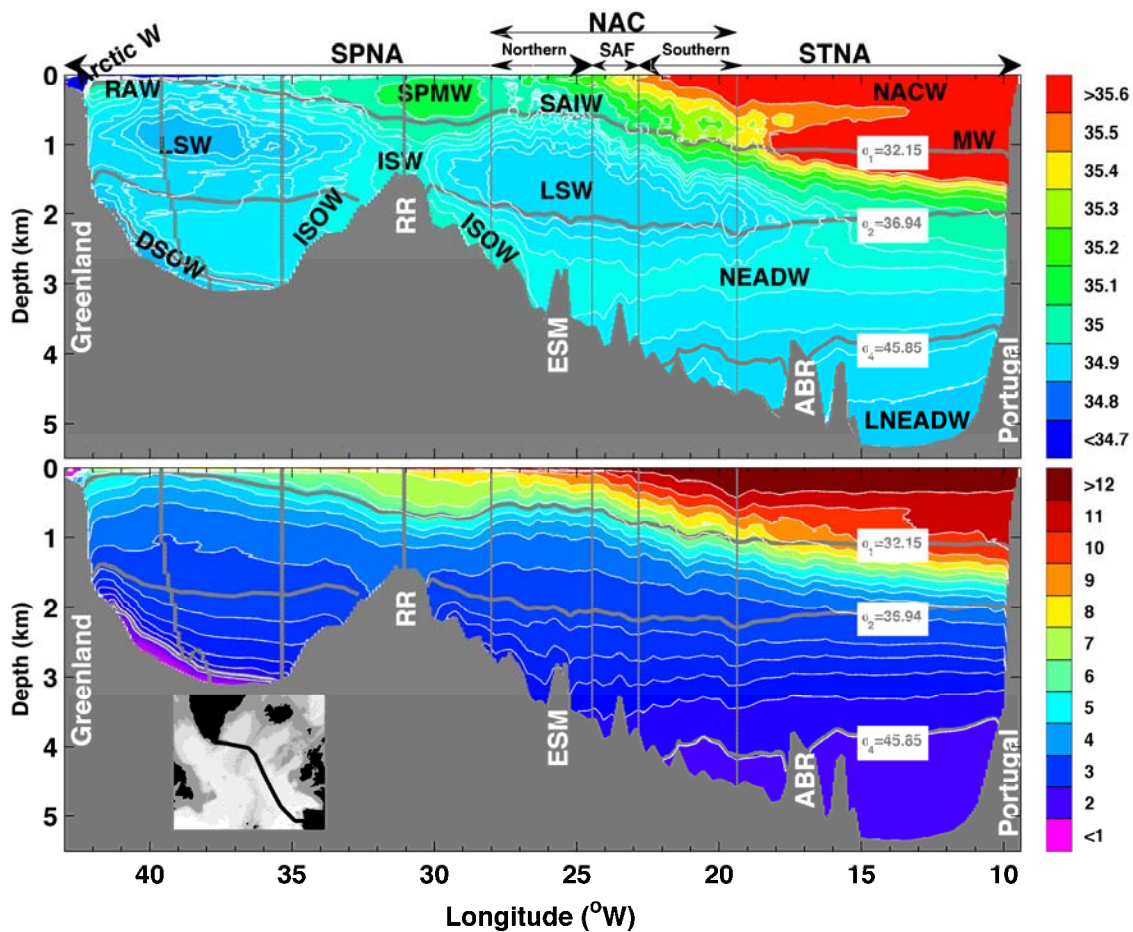 NAC
Northern SAF Southern
SPNA STNA
Arctic W
0
1
2
3
4
5
Depth (km)
RAW
SPMW
SAIW
NACW
LSW
ISW
MW
σ1=32.15
LSW
RR
ISOW
ISOW
σ2=36.94
DSOW
NEADW
Greenland
ESM
σ4=45.85
ABR
LNEADW
Portugal
>35.6
35.5
35.4
35.3
35.2
35.1
35
34.9
34.8
<34.7
0
1
2
3
4
5
Depth (km)
σ1=32.15
RR
σ2=36.94
Greenland
ESM
σ4=45.85
ABR
Portugal
>12
11
10
9
8
7
6
5
4
3
2
<1
40 35 30 25 20 15 10
Longitude (°W)